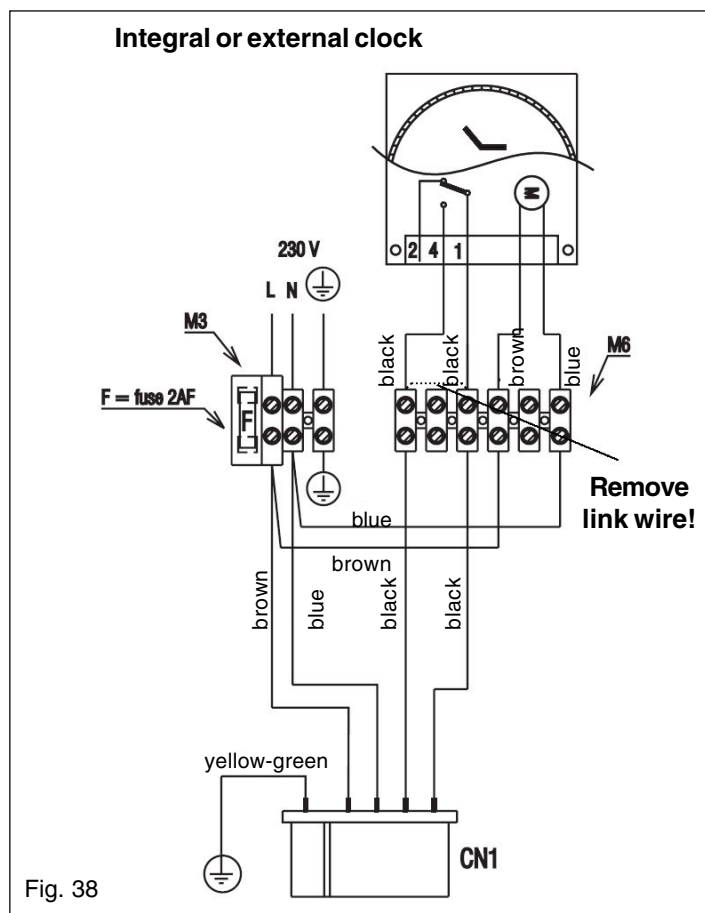 Integral or external clock
M
2 4 1
230 V
L N
M3
F = fuse 2AF
F
black
black
brown
blue
M6
Remove
link wire!
blue
brown
brown
blue
black
black
yellow-green
CN1
Fig. 38